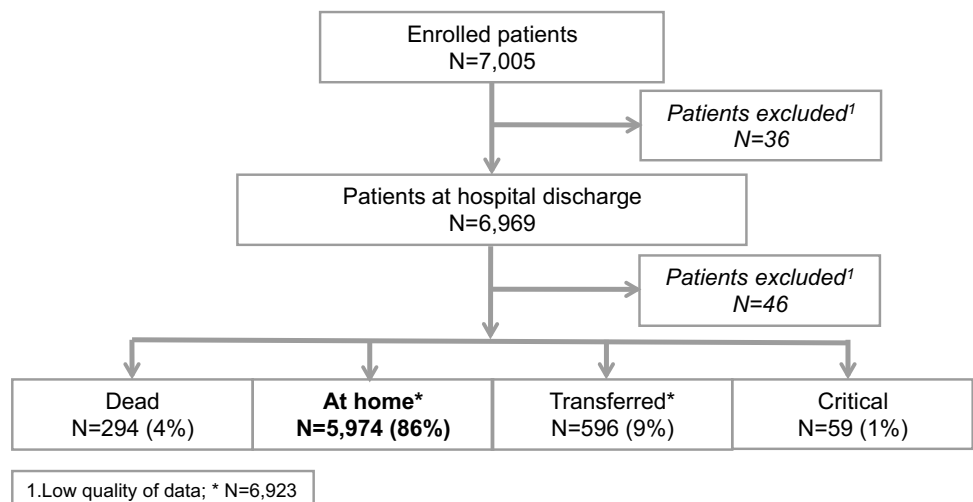 Enrolled patients
N=7,005
Patients excluded¹
N=36
Patients at hospital discharge
N=6,969
Patients excluded¹
N=46
Dead
N=294 (4%)
At home*
N=5,974 (86%)
Transferred*
N=596 (9%)
Critical
N=59 (1%)
1.Low quality of data; * N=6,923